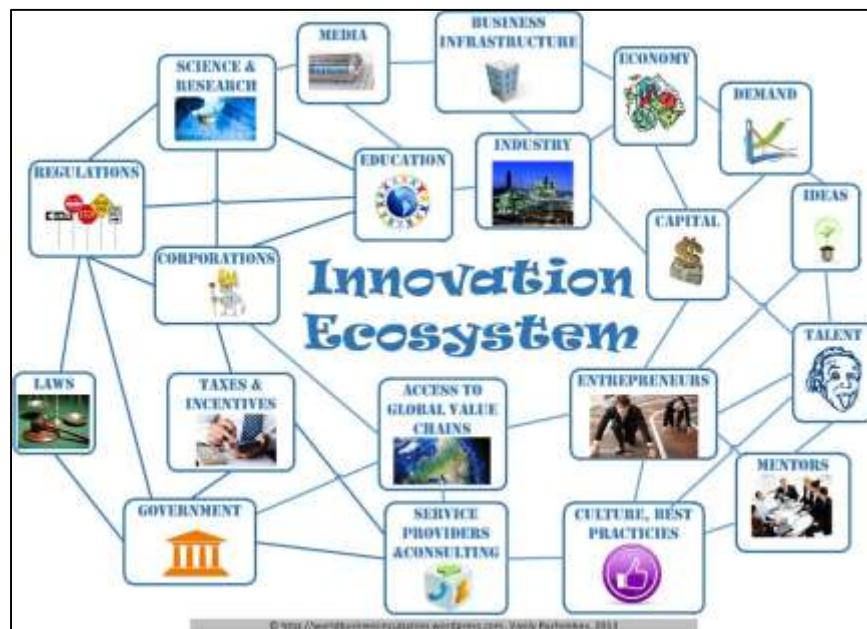 MEDIA
BUSINESS
INFRASTRUCTURE
SCIENCE &
RESEARCH
ECONOMY
DEMAND
REGULATIONS
EDUCATION
INDUSTRY
IDEAS
CAPITAL
CORPORATIONS
Innovation
Ecosystem
LAWS
TAXES &
INCENTIVES
ACCESS TO
GLOBAL VALUE
CHAINS
ENTREPRENEURS
TALENT
MENTORS
GOVERNMENT
SERVICE
PROVIDERS
&CONSULTING
CULTURE, BEST
PRACTICIES
2013